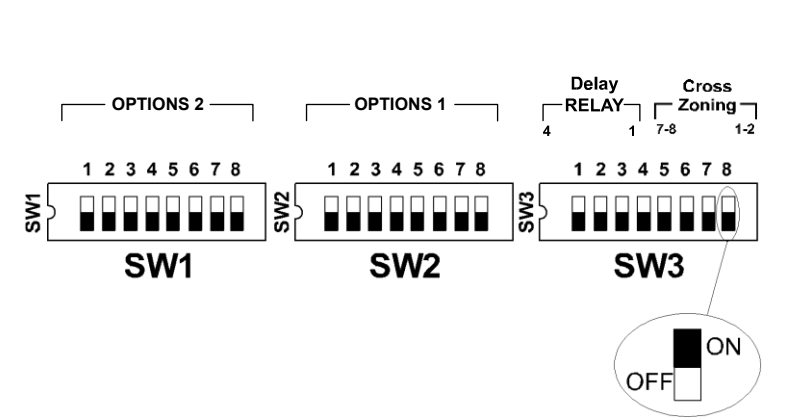 OPTIONS 2
OPTIONS 1
Delay
RELAY
4 1
Cross
Zoning
7-8 1-2
1 2 3 4 5 6 7 8
1 2 3 4 5 6 7 8
1 2 3 4 5 6 7 8
SW1
SW2
SW3
SW1
SW2
SW3
ON
OFF